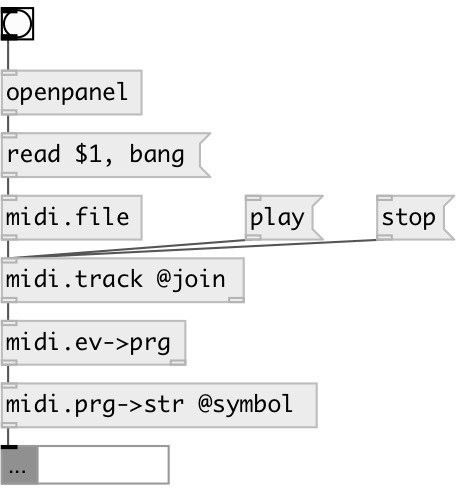 openpanel
read $1, bang
midi.file
play
stop
midi.track @join
midi.ev->prg
midi.prg->str @symbol
...